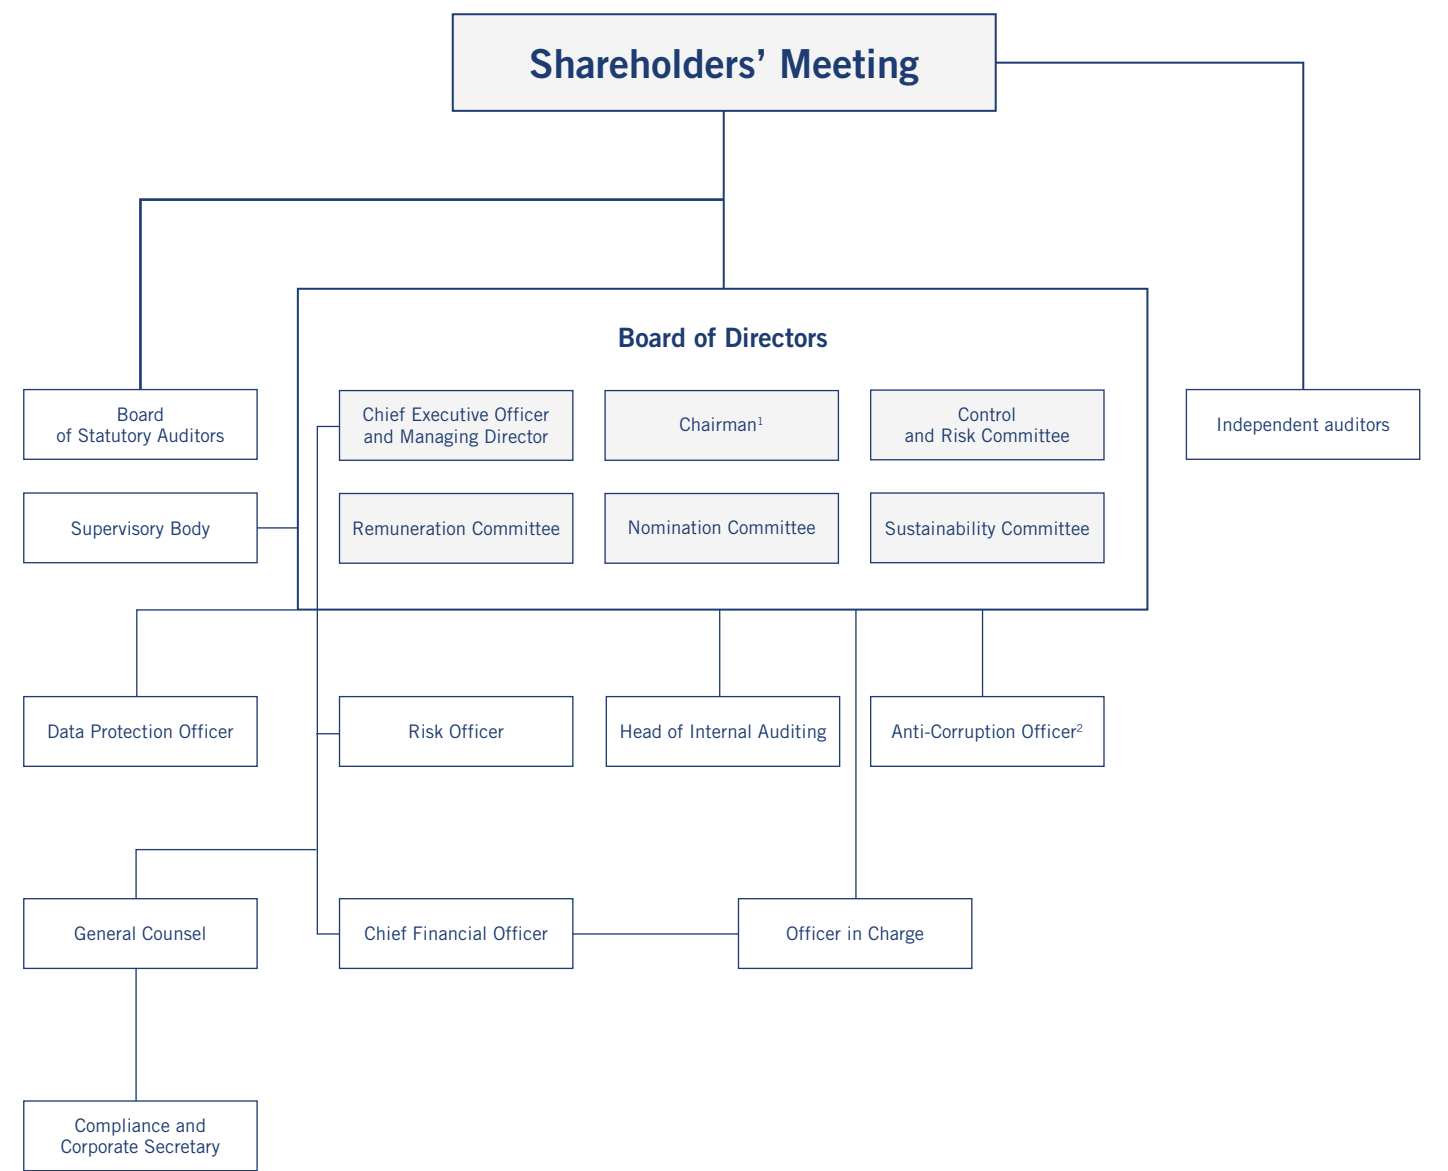 Shareholders’ Meeting
Board of Directors
Board
of Statutory Auditors
Chief Executive Officer
and Managing Director
Chairman¹
Control
and Risk Committee
Independent auditors
Supervisory Body
Remuneration Committee
Nomination Committee
Sustainability Committee
Data Protection Officer
Risk Officer
Head of Internal Auditing
Anti-Corruption Officer²
General Counsel
Chief Financial Officer
Officer in Charge
Compliance and
Corporate Secretary